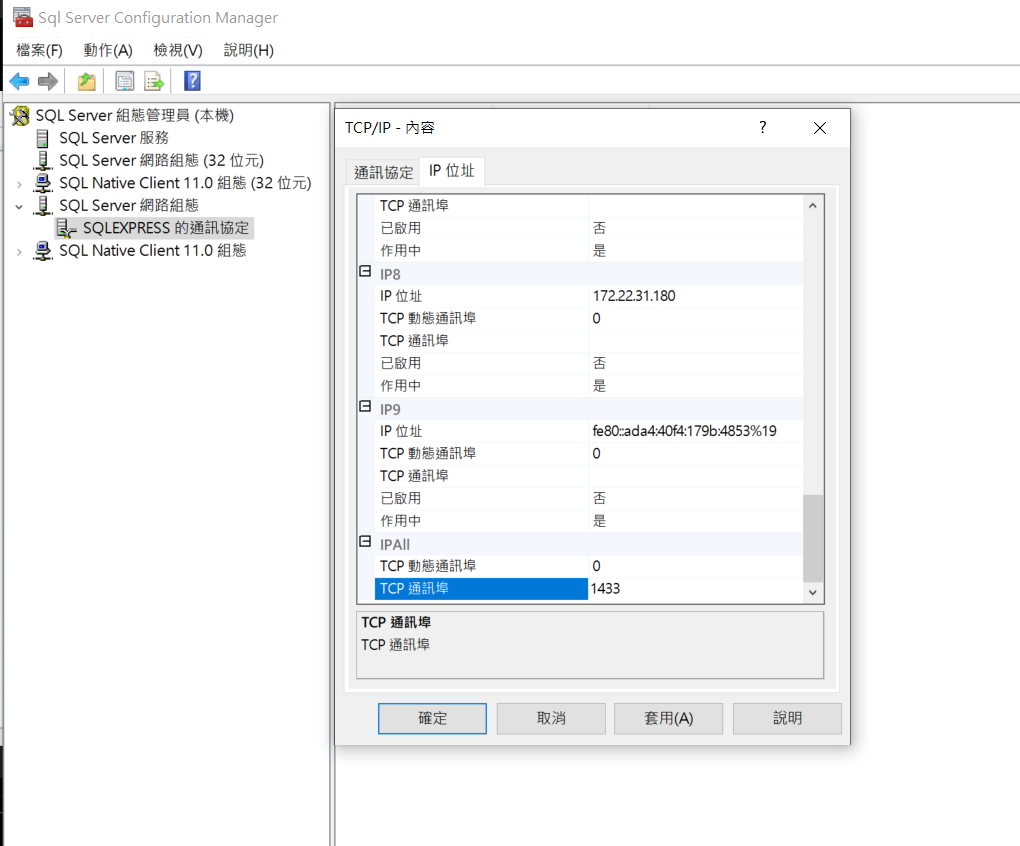 Sql Server Configuration Manager
檔案(F) 動作(A) 檢視(V) 說明(H)
SQL Server 組態管理員 (本機)
SQL Server 服務
SQL Server 網路組態 (32 位元)
SQL Native Client 11.0 組態 (32 位元)
SQL Server 網路組態
SQLEXPRESS 的通訊協定
SQL Native Client 11.0 組態
TCP/IP - 內容
通訊協定 IP 位址
TCP 通訊埠
已啟用 否
作用中 是
IP8
IP 位址 172.22.31.180
TCP 動態通訊埠 0
TCP 通訊埠
已啟用 否
作用中 是
IP9
IP 位址 fe80::ada4:40f4:179b:4853%19
TCP 動態通訊埠 0
TCP 通訊埠
已啟用 否
作用中 是
IPAll
TCP 動態通訊埠 0
TCP 通訊埠 1433
TCP 通訊埠
TCP 通訊埠
確定 取消 套用(A) 說明